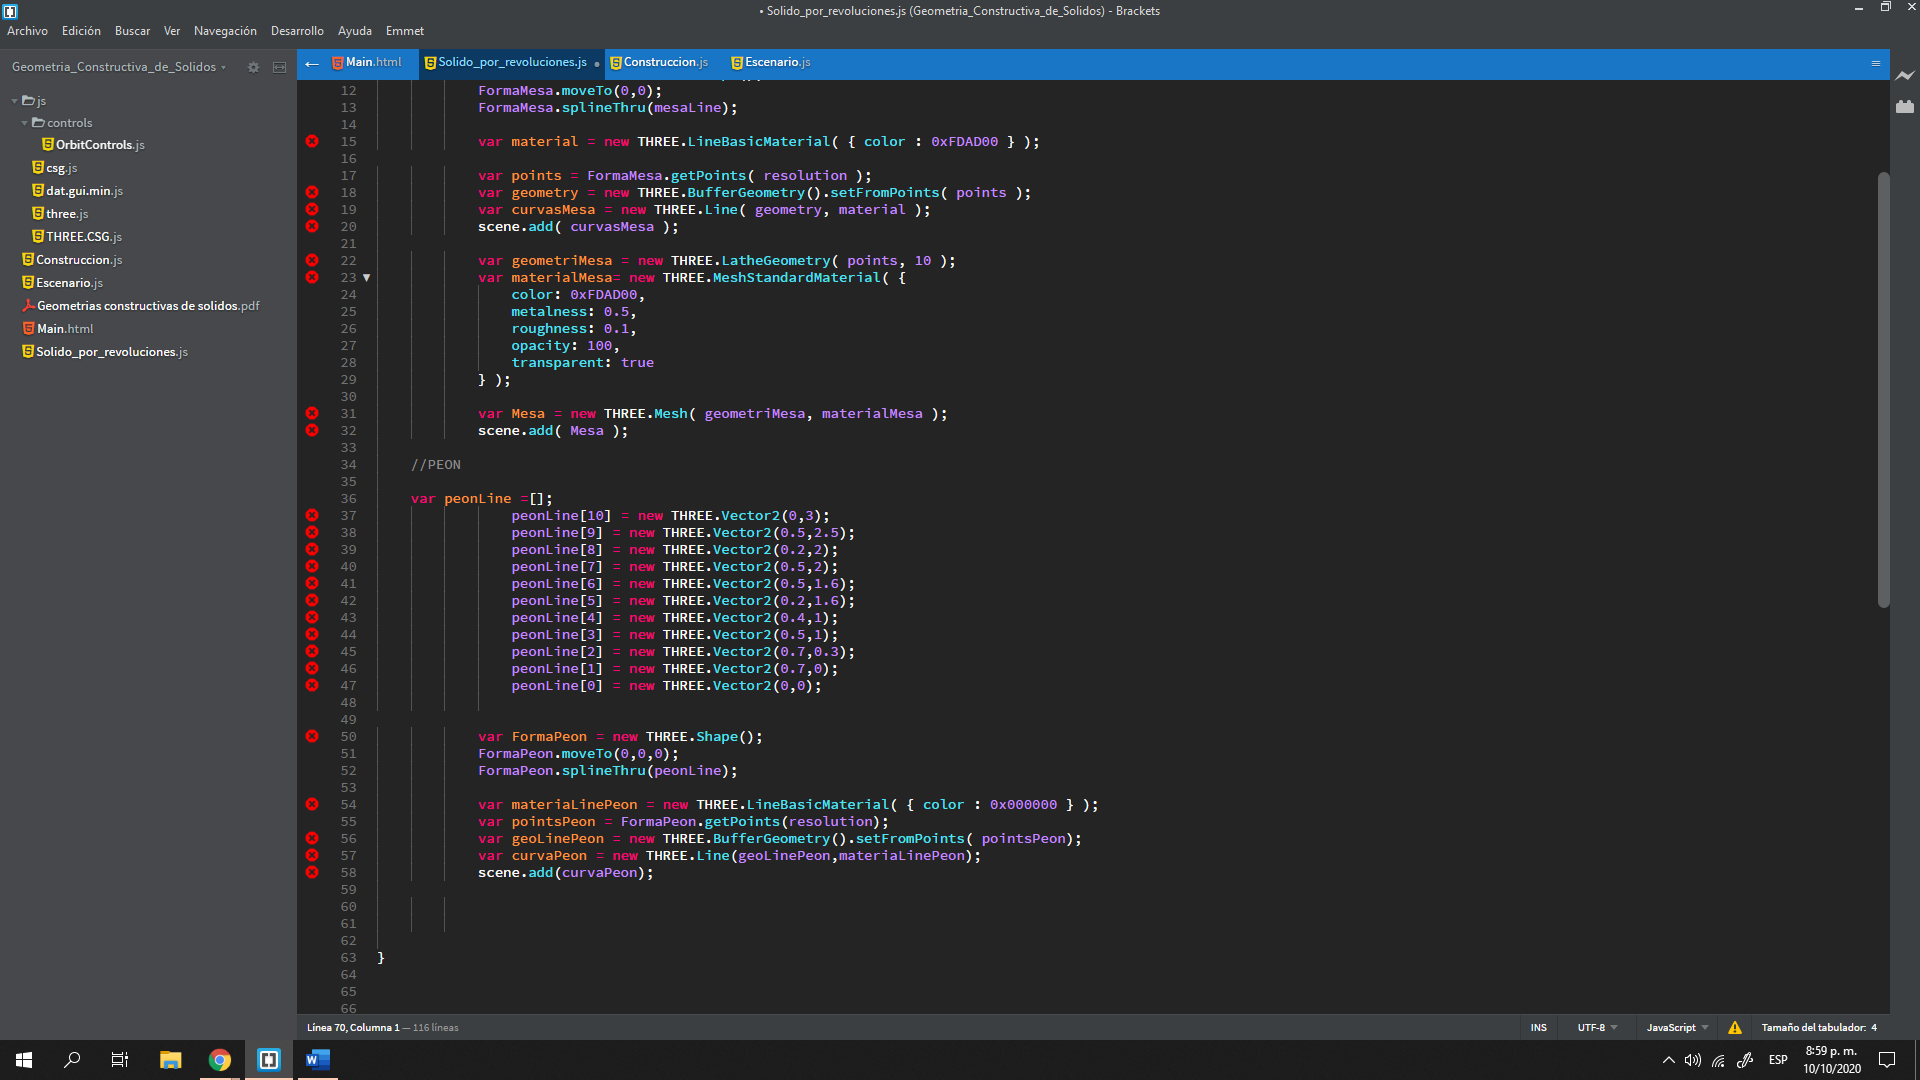 • Solido_por_revoluciones.js (Geometria_Constructiva_de_Solidos) - Brackets
Archivo Edición Buscar Ver Navegación Desarrollo Ayuda Emmet
Geometria_Constructiva_de_Solidos
js
controls
OrbitControls.js
csg.js
dat.gui.min.js
three.js
THREE.CSG.js
Construccion.js
Escenario.js
Geometrias constructivas de solidos.pdf
Main.html
Solido_por_revoluciones.js
Main.html Solido_por_revoluciones.js Construccion.js Escenario.js
12 FormaMesa.moveTo(0,0);
13 FormaMesa.splineThru(mesaLine);
14
15 var material = new THREE.LineBasicMaterial( { color : 0xFDAD00 } );
16
17 var points = FormaMesa.getPoints( resolution );
18 var geometry = new THREE.BufferGeometry().setFromPoints( points );
19 var curvasMesa = new THREE.Line( geometry, material );
20 scene.add( curvasMesa );
21
22 var geometriMesa = new THREE.LatheGeometry( points, 10 );
23 var materialMesa= new THREE.MeshStandardMaterial( {
24 color: 0xFDAD00,
25 metalness: 0.5,
26 roughness: 0.1,
27 opacity: 100,
28 transparent: true
29 } );
30
31 var Mesa = new THREE.Mesh( geometriMesa, materialMesa );
32 scene.add( Mesa );
33
34 //PEON
35
36 var peonLine =[];
37 peonLine[10] = new THREE.Vector2(0,3);
38 peonLine[9] = new THREE.Vector2(0.5,2.5);
39 peonLine[8] = new THREE.Vector2(0.2,2);
40 peonLine[7] = new THREE.Vector2(0.5,2);
41 peonLine[6] = new THREE.Vector2(0.5,1.6);
42 peonLine[5] = new THREE.Vector2(0.2,1.6);
43 peonLine[4] = new THREE.Vector2(0.4,1);
44 peonLine[3] = new THREE.Vector2(0.5,1);
45 peonLine[2] = new THREE.Vector2(0.7,0.3);
46 peonLine[1] = new THREE.Vector2(0.7,0);
47 peonLine[0] = new THREE.Vector2(0,0);
48
49
50 var FormaPeon = new THREE.Shape();
51 FormaPeon.moveTo(0,0,0);
52 FormaPeon.splineThru(peonLine);
53
54 var materiaLinePeon = new THREE.LineBasicMaterial( { color : 0x000000 } );
55 var pointsPeon = FormaPeon.getPoints(resolution);
56 var geoLinePeon = new THREE.BufferGeometry().setFromPoints( pointsPeon);
57 var curvaPeon = new THREE.Line(geoLinePeon,materiaLinePeon);
58 scene.add(curvaPeon);
59
60
61
62
63 }
64
65
66
Línea 70, Columna 1 — 116 líneas INS UTF-8 JavaScript Tamaño del tabulador: 4
ESP
8:59 p. m.
10/10/2020